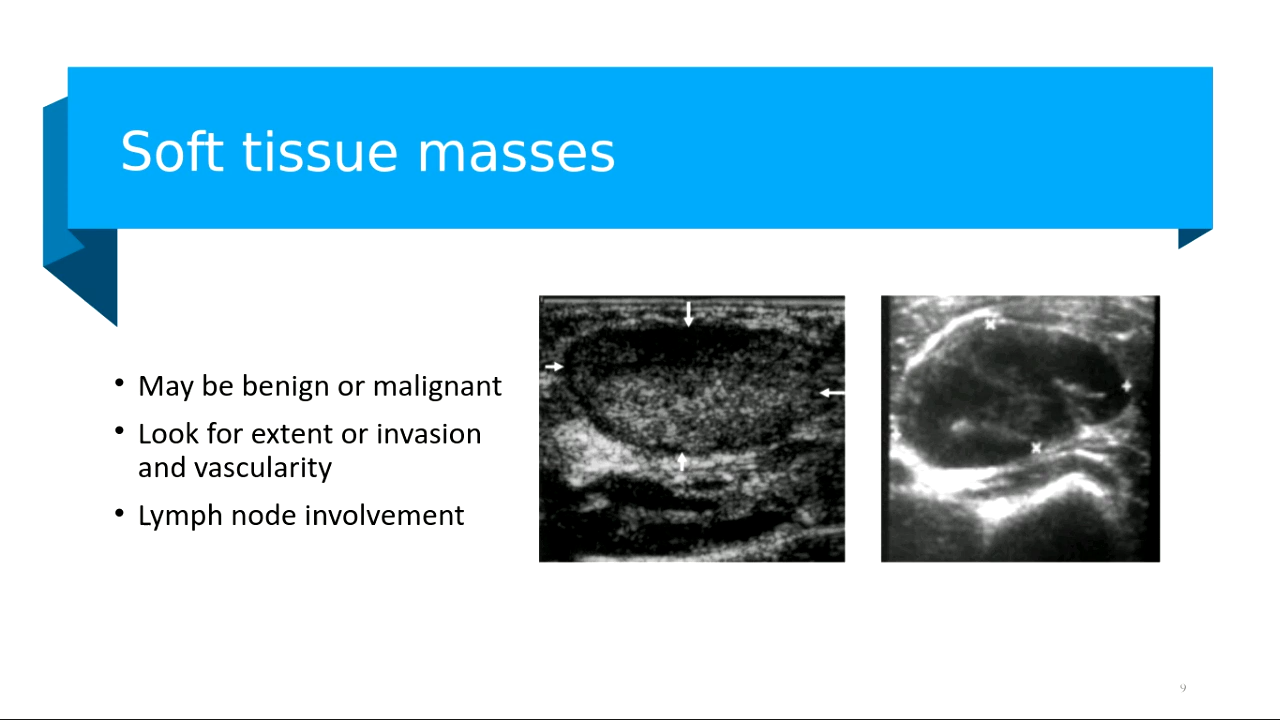 Soft tissue masses
• May be benign or malignant
• Look for extent or invasion
and vascularity
• Lymph node involvement
9